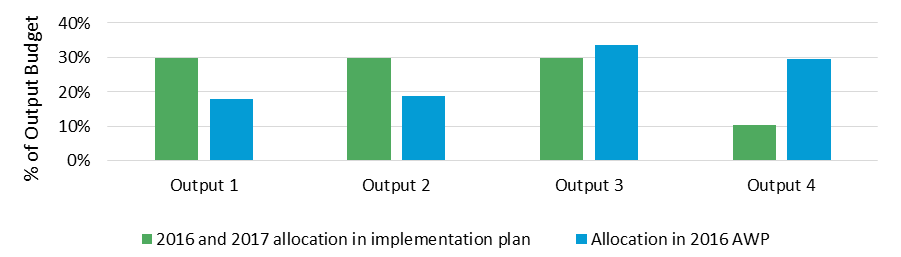 % of Output Budget
40%
30%
20%
10%
0%
Output 1
Output 2
Output 3
Output 4
2016 and 2017 allocation in implementation plan
Allocation in 2016 AWP